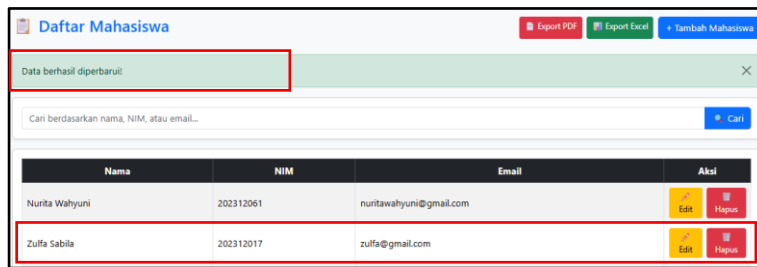 Daftar Mahasiswa
Export PDF
Export Excel
+ Tambah Mahasiswa
Data berhasil diperbarui!
Cari berdasarkan nama, NIM, atau email...
Cari
Nama NIM Email Aksi
Nurita Wahyuni 202312061 nuritawahyuni@gmail.com Edit Hapus
Zulfa Sabila 202312017 zulfa@gmail.com Edit Hapus